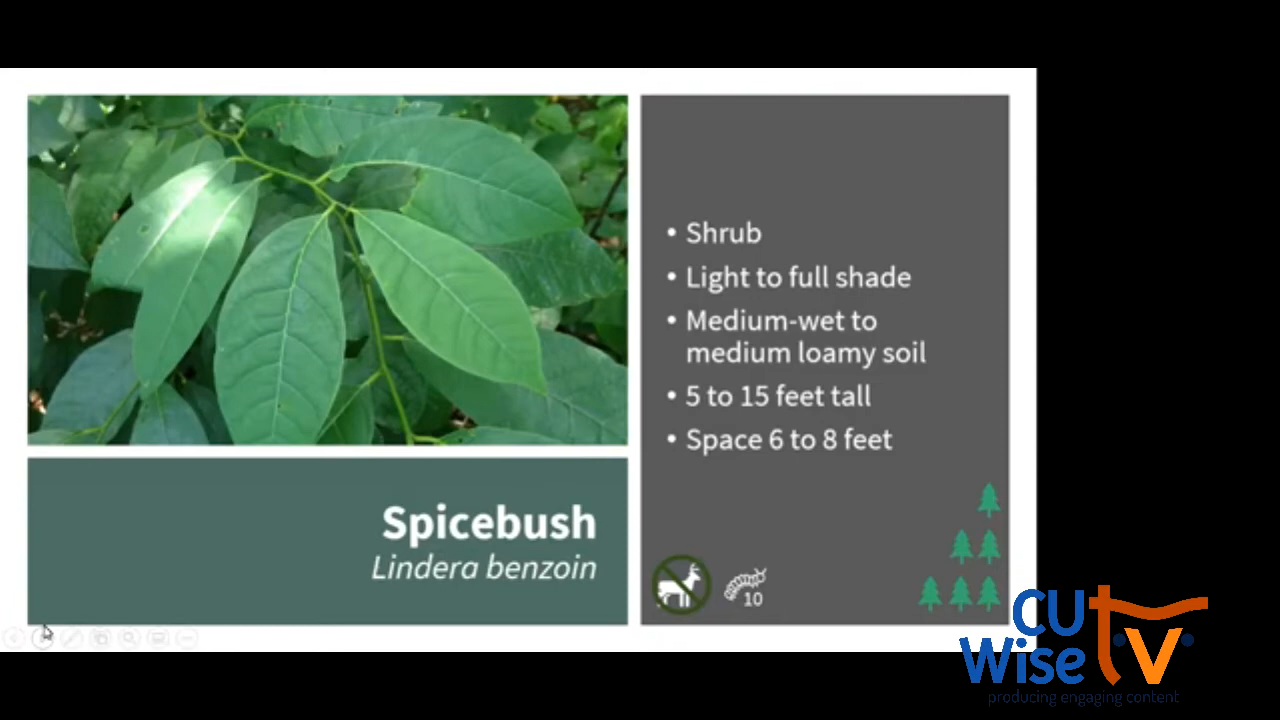 • Shrub
• Light to full shade
• Medium-wet to
medium loamy soil
• 5 to 15 feet tall
• Space 6 to 8 feet
Spicebush
Lindera benzoin
10
CU
Wise
tv
producing engaging content